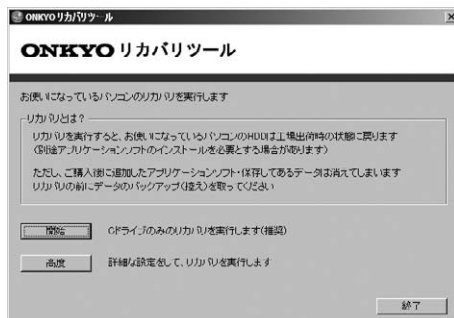 ONKYOリカバリツール
ONKYO リカバリツール
お使いになっているパソコンのリカバリを実行します
リカバリとは?
リカバリを実行すると、お使いになっているパソコンのHDDは工場出荷時の状態に戻ります
(別途アプリケーションソフトのインストールを必要とする場合があります)
ただし、ご購入後に追加したアプリケーションソフト・保存してあるデータは消えてしまいます
リカバリの前にデータのバックアップ(控え)を取ってください
開始
Cドライブのみのリカバリを実行します(推奨)
高度
詳細な設定をして、リカバリを実行します
終了